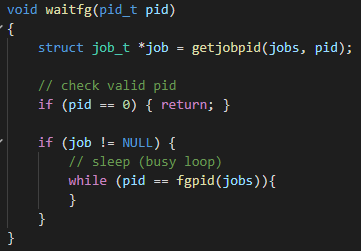 void waitfg(pid_t pid)
{
    struct job_t *job = getjobpid(jobs, pid);

    // check valid pid
    if (pid == 0) { return; }

    if (job != NULL) {
        // sleep (busy loop)
        while (pid == fgpid(jobs)){
        }
    }
}